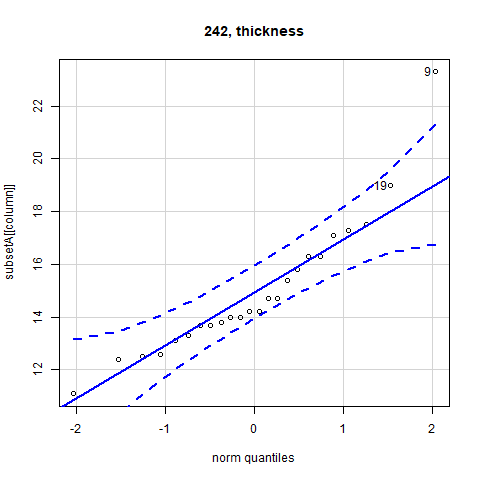 242, thickness
subsetA[[column]]
22
20
18
16
14
12
9
19
-2 -1 0 1 2
norm quantiles